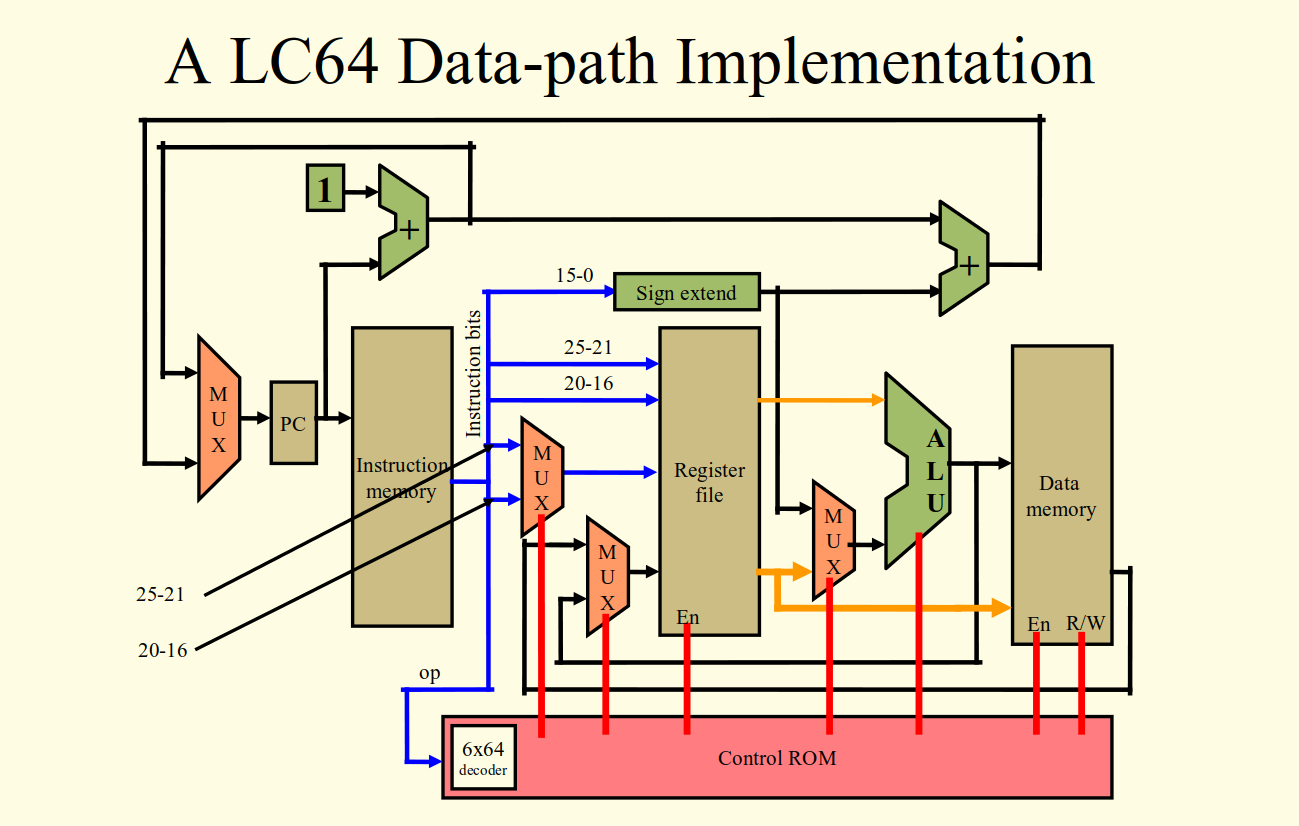 A LC64 Data-path Implementation
1
+
+
15-0
Sign extend
Instruction bits
25-21
20-16
M
U
X
PC
Instruction
memory
M
U
X
Register
file
En
M
U
X
M
U
X
A
L
U
Data
memory
En R/W
25-21
20-16
op
6x64
decoder
Control ROM